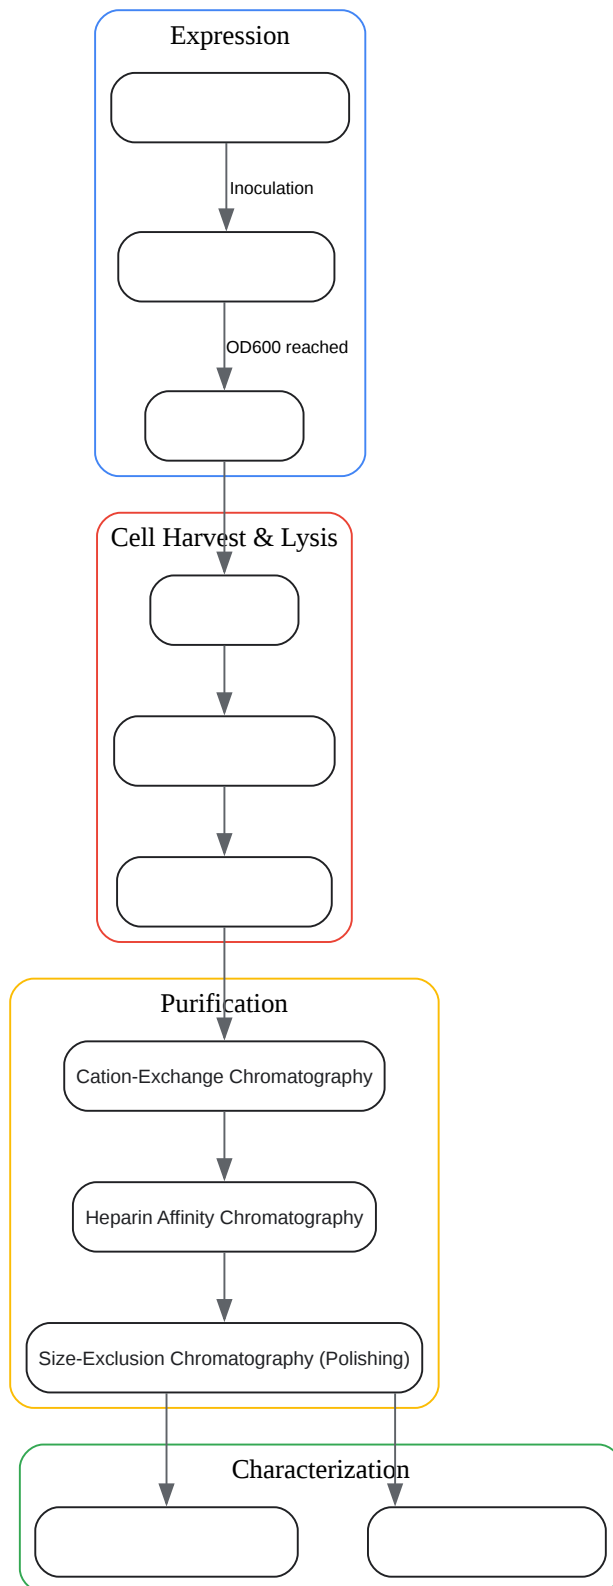 Expression
Inoculation
OD600 reached
Cell Harvest & Lysis
Purification
Cation-Exchange Chromatography
Heparin Affinity Chromatography
Size-Exclusion Chromatography (Polishing)
Characterization